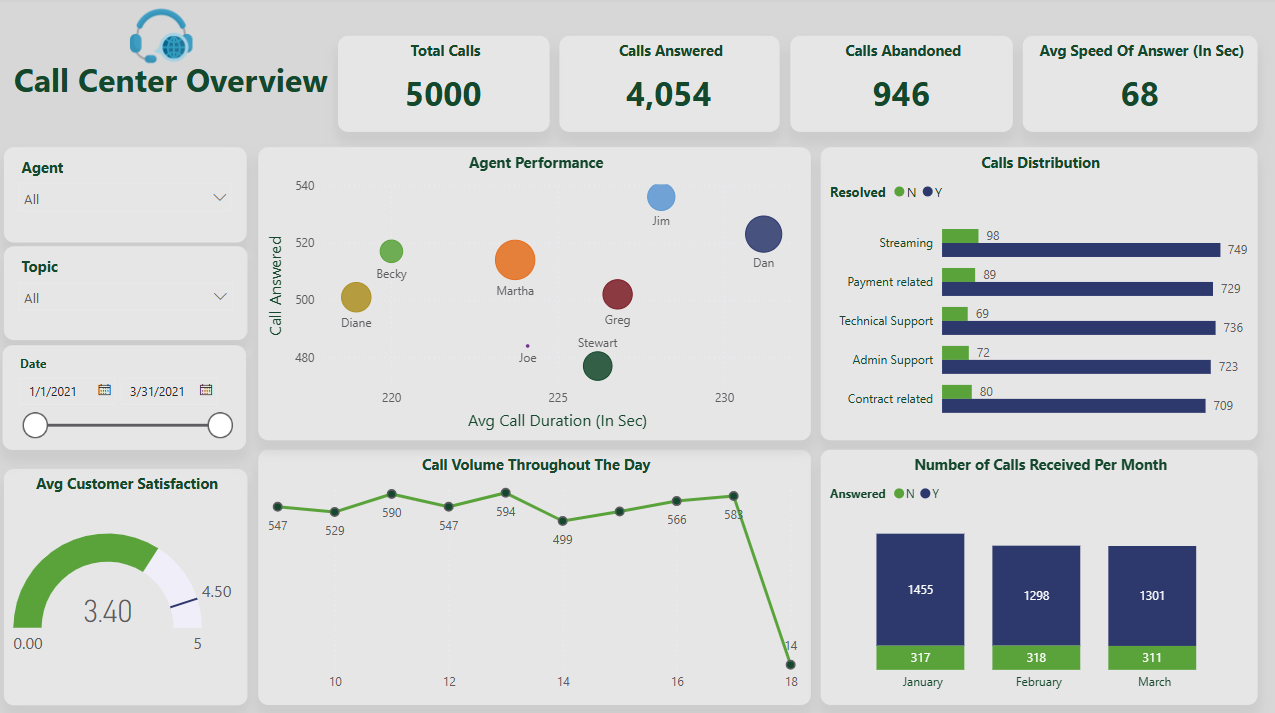 Call Center Overview
Total Calls
5000
Calls Answered
4,054
Calls Abandoned
946
Avg Speed Of Answer (In Sec)
68
Agent
All
Topic
All
Date
1/1/2021
3/31/2021
Avg Customer Satisfaction
3.40
4.50
0.00
5
Agent Performance
Call Answered
540
520
500
480
Jim
Becky
Dan
Martha
Diane
Greg
Stewart
Joe
220
225
230
Avg Call Duration (In Sec)
Calls Distribution
Resolved N Y
Streaming 98
749
Payment related 89
729
Technical Support 69
736
Admin Support 72
723
Contract related 80
709
Call Volume Throughout The Day
547
529
590
547
594
499
566
583
14
10
12
14
16
18
Number of Calls Received Per Month
Answered N Y
1455
1298
1301
317
318
311
January
February
March